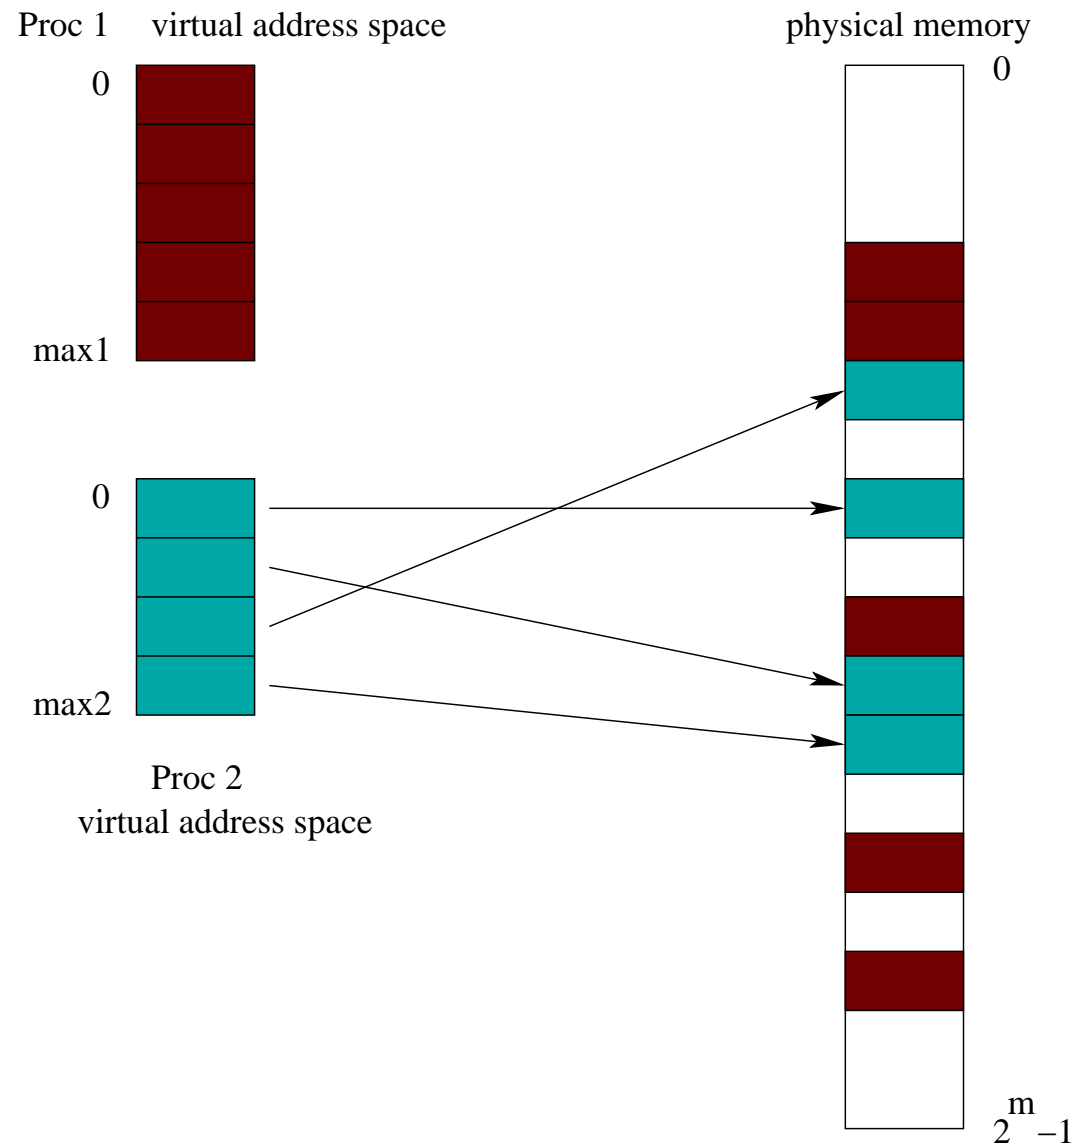 Proc 1 virtual address space
physical memory
0
0
max1
0
max2
Proc 2
virtual address space
2^m −1